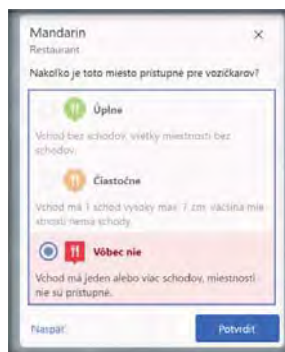 Mandarin
Restaurant
Nakoľko je toto miesto prístupné pre vozíčkarov?
Úplne
Vchod bez schodov, všetky miestnosti bez
schodov.
Čiastočne
Vchod má 1 schod vysoký max. 7 cm, väčšina mie
stností nemá schody.
Vôbec nie
Vchod má jeden alebo viac schodov, miestnosti
nie sú prístupné.
Naspäť
Potvrdiť